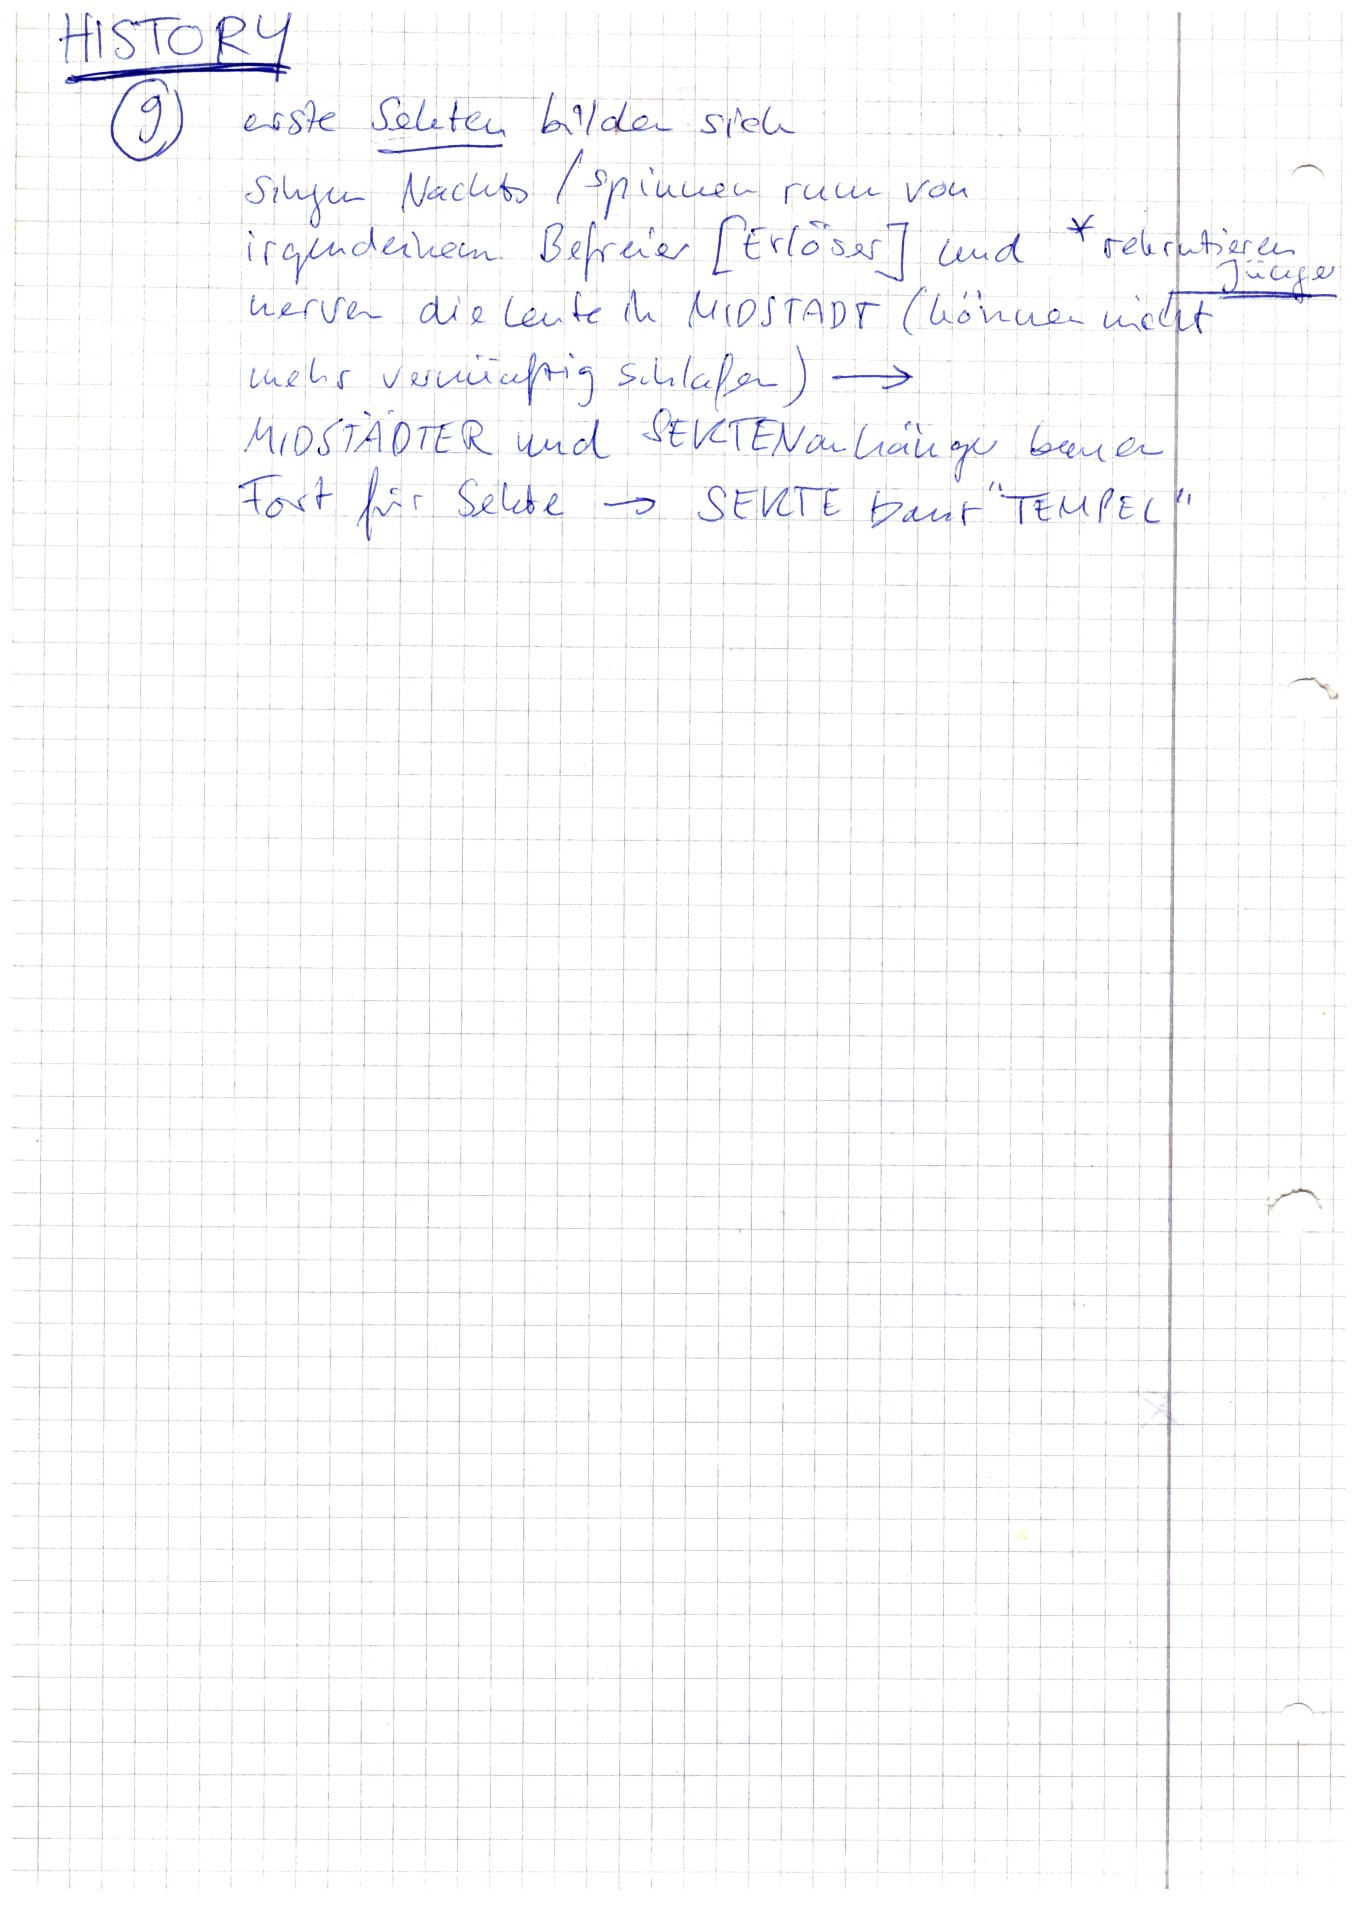 HISTORY
9) erste Sekten bilden sich
singen Nachts / spinnen rum von
irgendeinem Befreier [Erlöser] und * rekrutieren
Jünger
nerven die Leute in MIDSTADT (können nicht
mehr vernünftig schlafen) →
MIDSTÄDTER und SEKTENanhänger bauen
Fort für Sekte → SEKTE baut "TEMPEL"